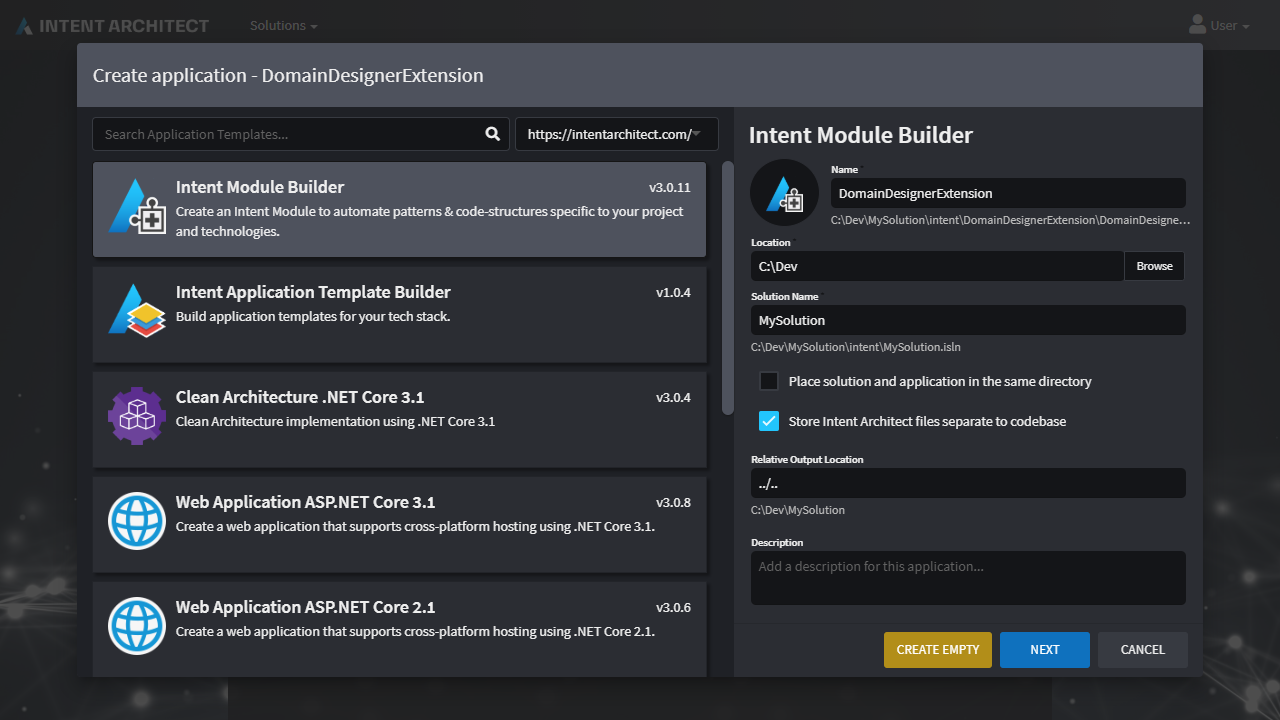 INTENT ARCHITECT
Solutions
User
Create application - DomainDesignerExtension
Search Application Templates...
https://intentarchitect.com/
Intent Module Builder
v3.0.11
Create an Intent Module to automate patterns & code-structures specific to your project
and technologies.
Intent Application Template Builder
v1.0.4
Build application templates for your tech stack.
Clean Architecture .NET Core 3.1
v3.0.4
Clean Architecture implementation using .NET Core 3.1
Web Application ASP.NET Core 3.1
v3.0.8
Create a web application that supports cross-platform hosting using .NET Core 3.1.
Web Application ASP.NET Core 2.1
v3.0.6
Create a web application that supports cross-platform hosting using .NET Core 2.1.
Intent Module Builder
Name
DomainDesignerExtension
C:\Dev\MySolution\intent\DomainDesignerExtension\DomainDesigne...
Location
C:\Dev
Browse
Solution Name
MySolution
C:\Dev\MySolution\intent\MySolution.isln
Place solution and application in the same directory
Store Intent Architect files separate to codebase
Relative Output Location
../..
C:\Dev\MySolution
Description
Add a description for this application...
CREATE EMPTY
NEXT
CANCEL